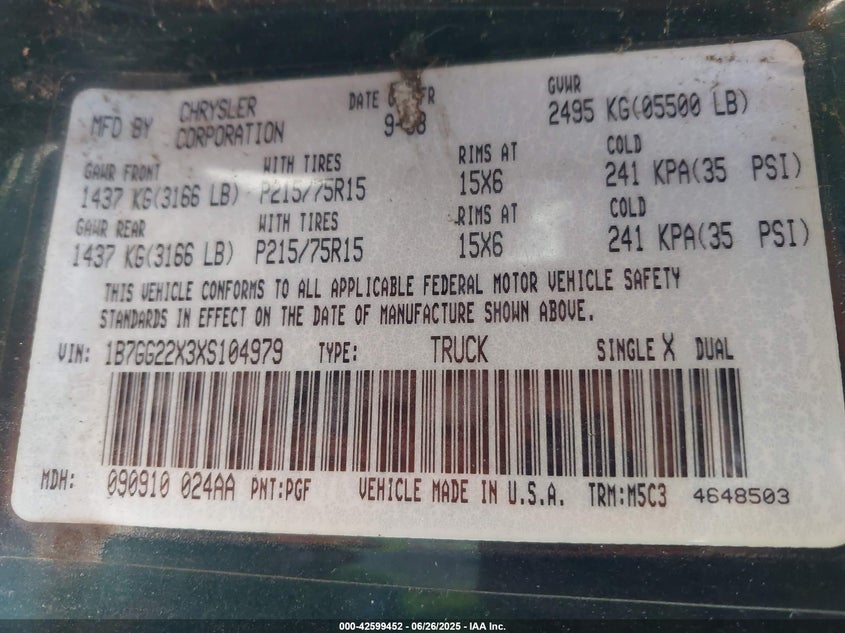 MFD BY CHRYSLER CORPORATION DATE OF MFR 9-98 GVWR 2495 KG(05500 LB)
GAWR FRONT WITH TIRES RIMS AT COLD
1437 KG(3166 LB) P215/75R15 15X6 241 KPA(35 PSI)
GAWR REAR WITH TIRES RIMS AT COLD
1437 KG(3166 LB) P215/75R15 15X6 241 KPA(35 PSI)
THIS VEHICLE CONFORMS TO ALL APPLICABLE FEDERAL MOTOR VEHICLE SAFETY
STANDARDS IN EFFECT ON THE DATE OF MANUFACTURE SHOWN ABOVE.
VIN: 1B7GG22X3XS104979 TYPE: TRUCK SINGLE X DUAL
MDH: 090910 024AA PNT:PGF VEHICLE MADE IN U.S.A. TRM:M5C3 4648503
000-42599452 - 06/26/2025 - IAA Inc.